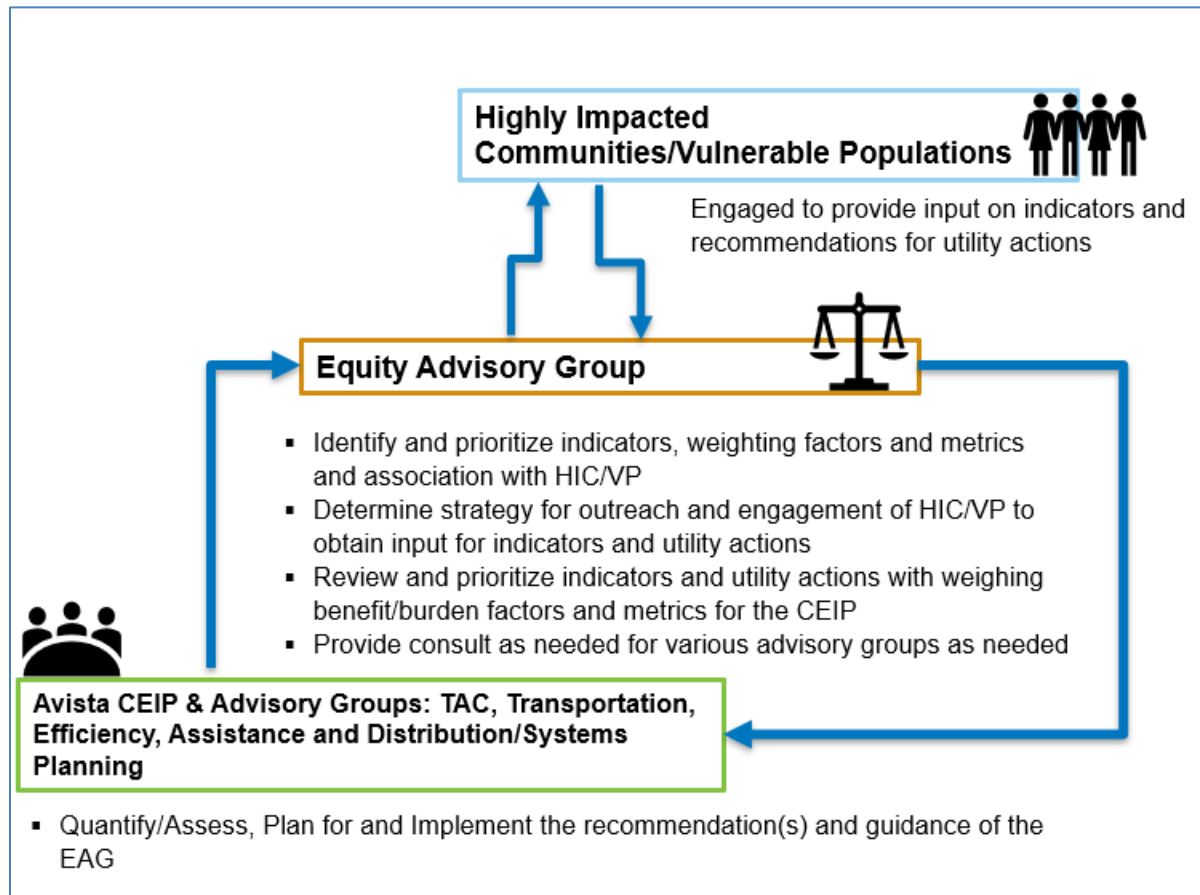 Highly Impacted
Communities/Vulnerable Populations
Engaged to provide input on indicators and
recommendations for utility actions
Equity Advisory Group
▪ Identify and prioritize indicators, weighting factors and metrics
and association with HIC/VP
▪ Determine strategy for outreach and engagement of HIC/VP to
obtain input for indicators and utility actions
▪ Review and prioritize indicators and utility actions with weighing
benefit/burden factors and metrics for the CEIP
▪ Provide consult as needed for various advisory groups as needed
Avista CEIP & Advisory Groups: TAC, Transportation,
Efficiency, Assistance and Distribution/Systems
Planning
▪ Quantify/Assess, Plan for and Implement the recommendation(s) and guidance of the
EAG